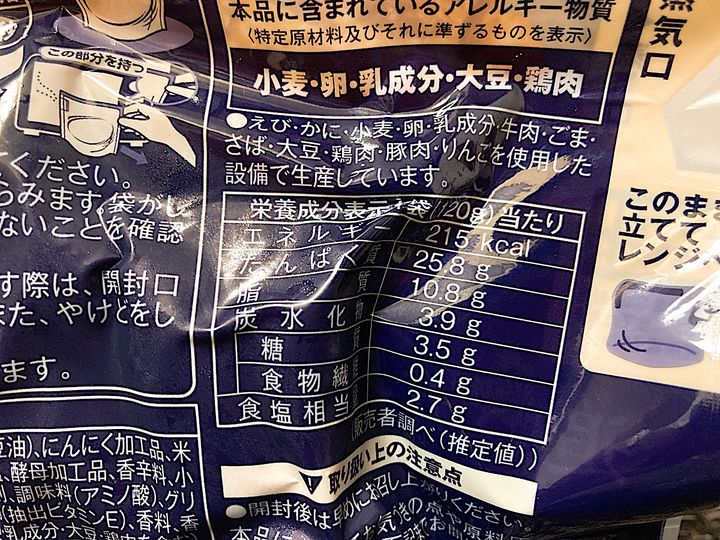 本品に含まれているアレルギー物質
〈特定原材料及びそれに準ずるものを表示〉
小麦・卵・乳成分・大豆・鶏肉
●えび・かに・小麦・卵・乳成分・牛肉・ごま・
さば・大豆・鶏肉・豚肉・りんごを使用した
設備で生産しています。
栄養成分表示 1袋(120g)当たり
エネルギー 215 kcal
たんぱく質 25.8 g
脂質 10.8 g
炭水化物 3.9 g
糖質 3.5 g
食物繊維 0.4 g
食塩相当量 2.7 g
(販売者調べ(推定値))
取り扱い上の注意点
●開封後は早めにお召し上がりください。
この部分を持つ
ください。
らみます。袋がし
ないことを確認
す際は、開封口
また、やけどをし
ます。
豆油)、にんにく加工品、米
酵母加工品、香辛料、小
調味料(アミノ酸)、グリ
(抽出ビタミンE)、香料、香
蒸気口
このまま
立てて
レンジ